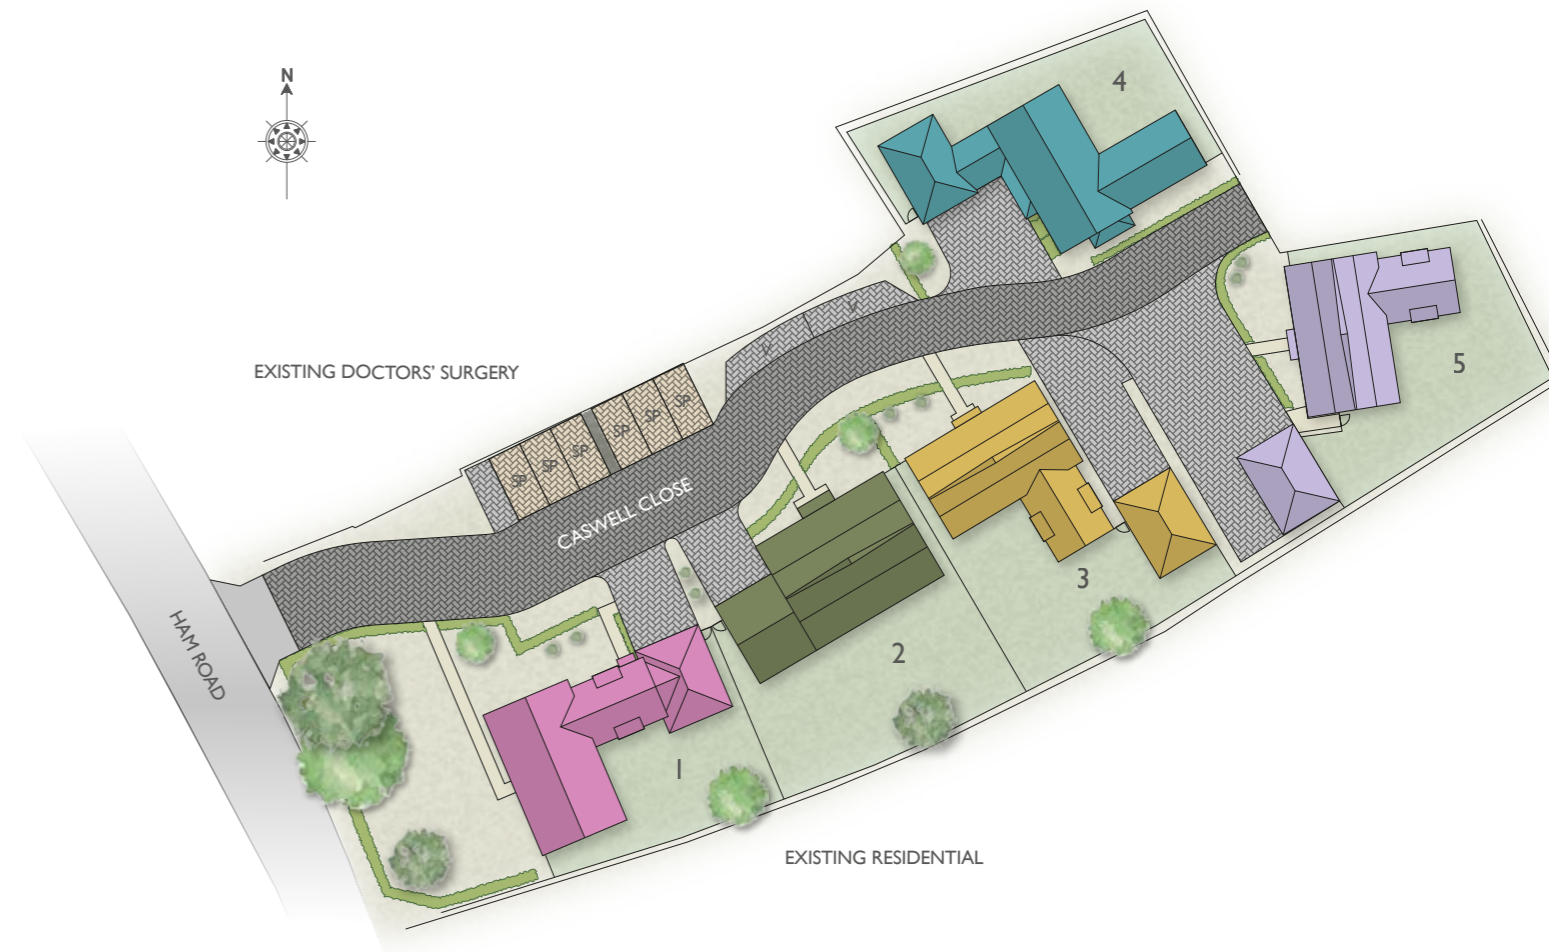 N
4
V
5
EXISTING DOCTORS' SURGERY
V
SP
SP
SP
SP
SP
SP
CASWELL CLOSE
3
HAM ROAD
2
1
EXISTING RESIDENTIAL